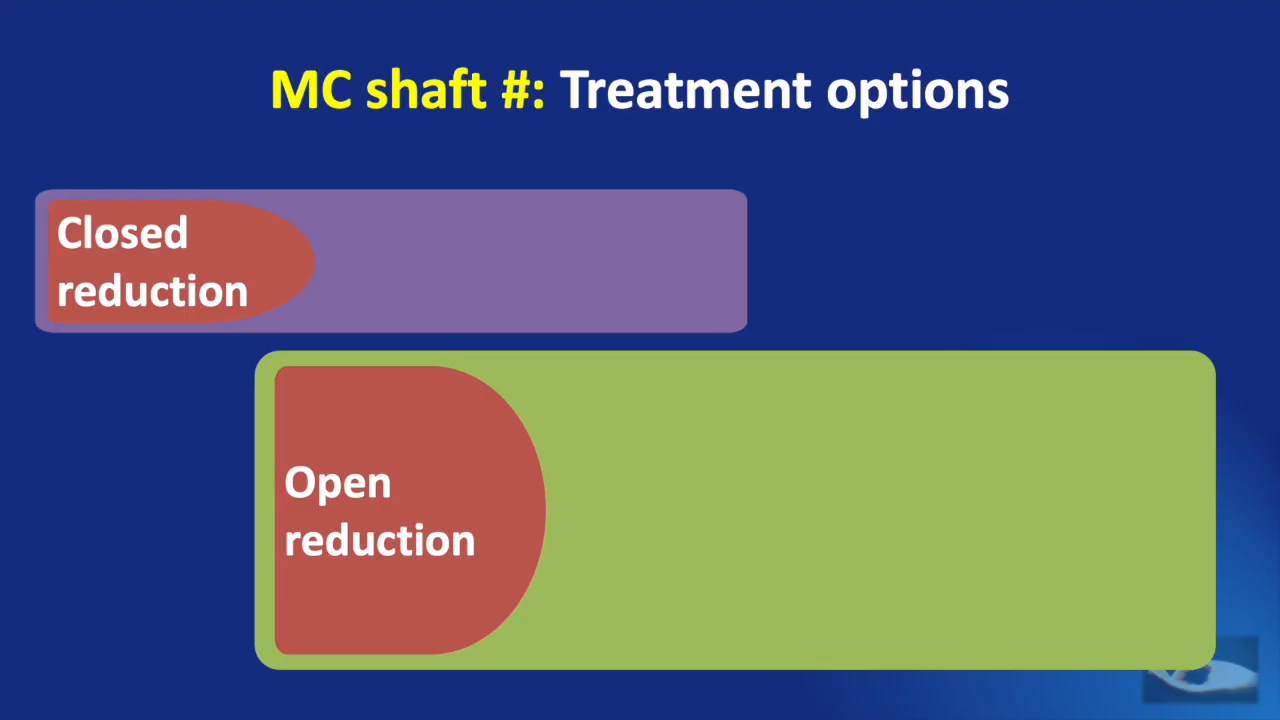 MC shaft #: Treatment options
Closed
reduction
Open
reduction